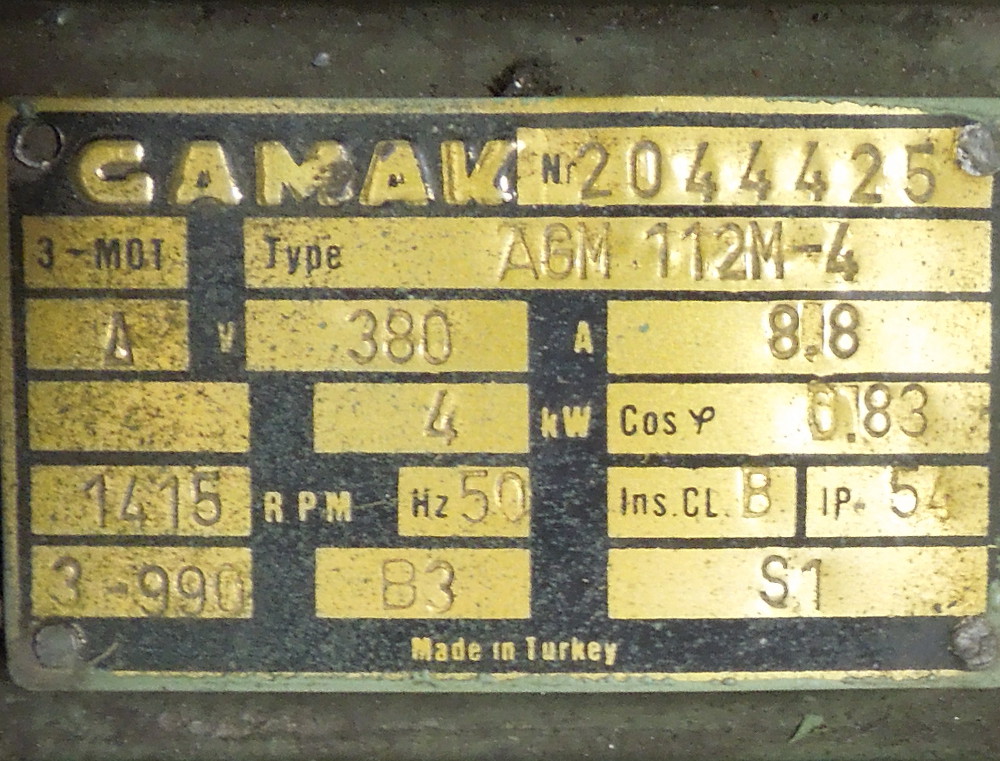 GAMAK Nr 2044425
3~MOT Type AGM 112M-4
Δ V 380 A 8,8
4 kW Cos φ 0.83
1415 RPM Hz 50 Ins.CL. B IP- 54
3-990 B3 S1
Made in Turkey